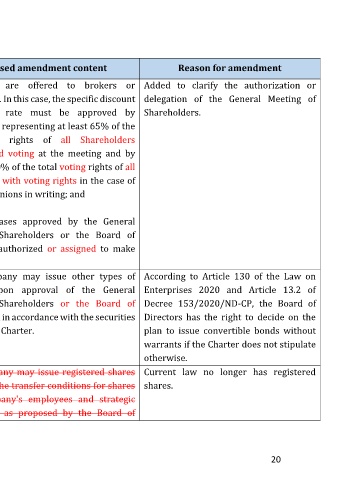 sed amendment content
Reason for amendment
are offered to brokers or
. In this case, the specific discount
rate must be approved by
representing at least 65% of the
rights of all Shareholders
d voting at the meeting and by
% of the total voting rights of all
with voting rights in the case of
nions in writing; and
ases approved by the General
Shareholders or the Board of
authorized or assigned to make
Added to clarify the authorization or
delegation of the General Meeting of
Shareholders.
pany may issue other types of
pon approval of the General
Shareholders or the Board of
in accordance with the securities
Charter.
According to Article 130 of the Law on
Enterprises 2020 and Article 13.2 of
Decree 153/2020/ND-CP, the Board of
Directors has the right to decide on the
plan to issue convertible bonds without
warrants if the Charter does not stipulate
otherwise.
any may issue registered shares
he transfer conditions for shares
pany's employees and strategic
as proposed by the Board of
Current law no longer has registered
shares.
20